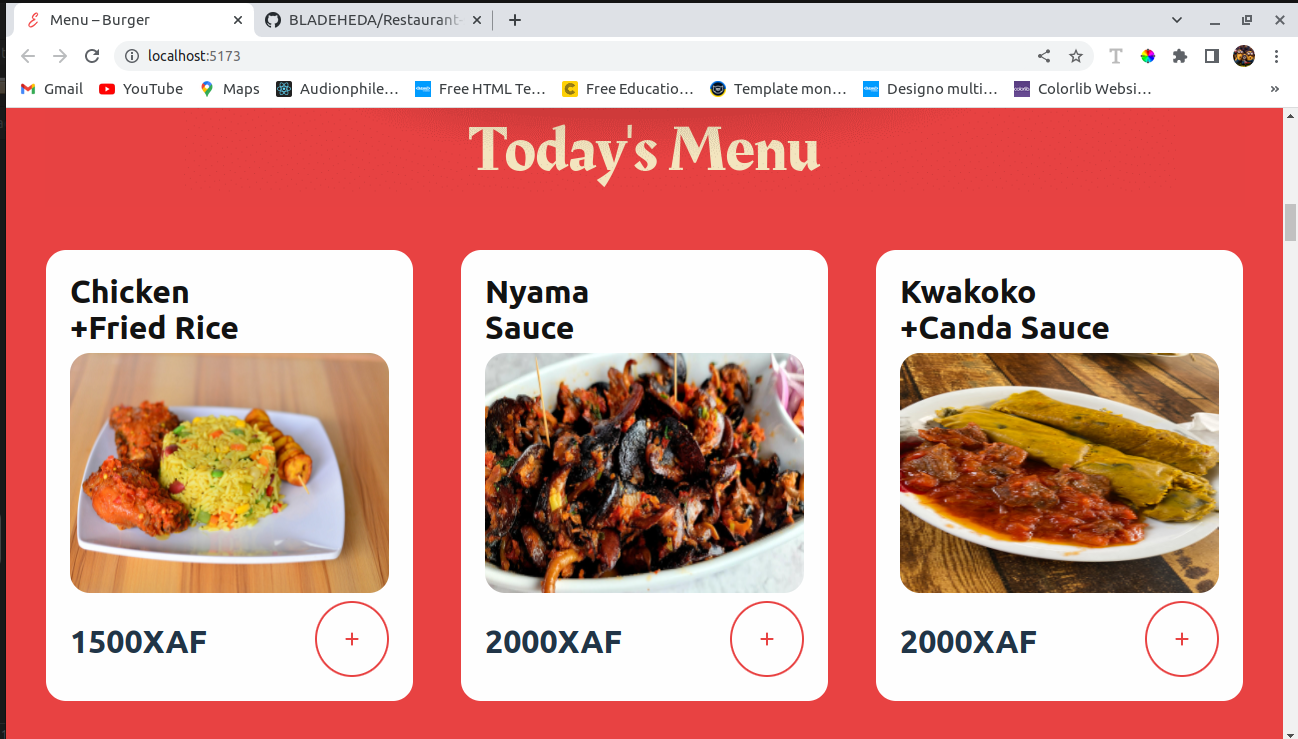 Menu – Burger
BLADEHEDA/Restaurant-
localhost:5173
Gmail
YouTube
Maps
Audionphile…
Free HTML Te…
Free Educatio…
Template mon…
Designo multi…
Colorlib Websi…
»
Today's Menu
Chicken
+Fried Rice
1500XAF
+
Nyama
Sauce
2000XAF
+
Kwakoko
+Canda Sauce
2000XAF
+